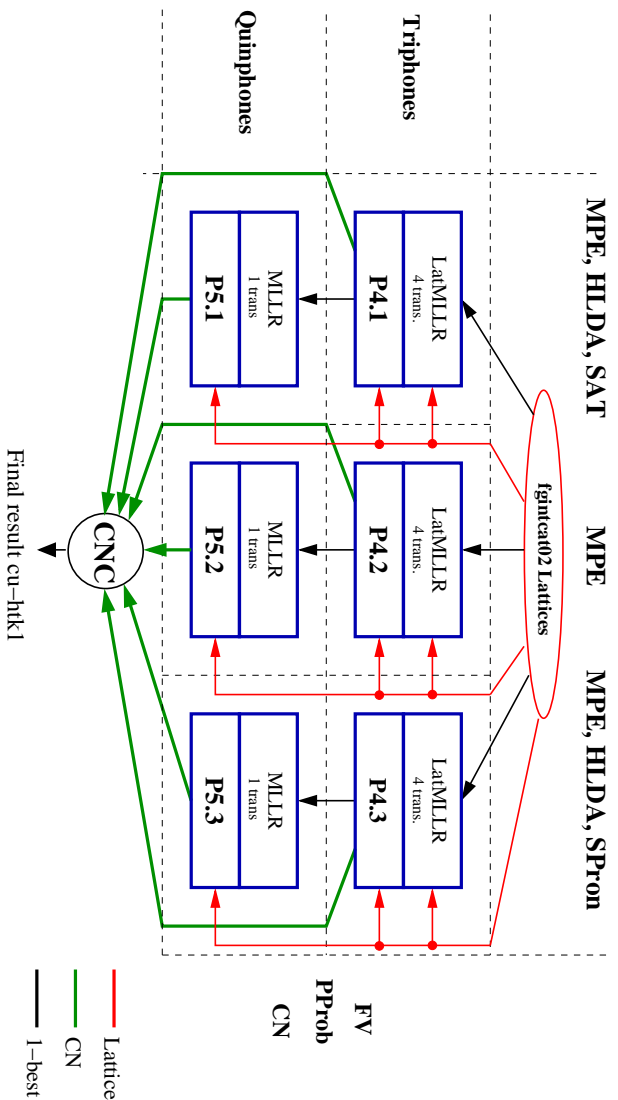 MPE, HLDA, SAT
MPE
MPE, HLDA, SPron
fgintcat02 Lattices
Triphones
LatMLLR
4 trans.
P4.1
LatMLLR
4 trans.
P4.2
LatMLLR
4 trans.
P4.3
FV
PProb
CN
Quinphones
MLLR
1 trans
P5.1
MLLR
1 trans
P5.2
MLLR
1 trans
P5.3
CNC
Final result cu−htk1
Lattice
CN
1−best